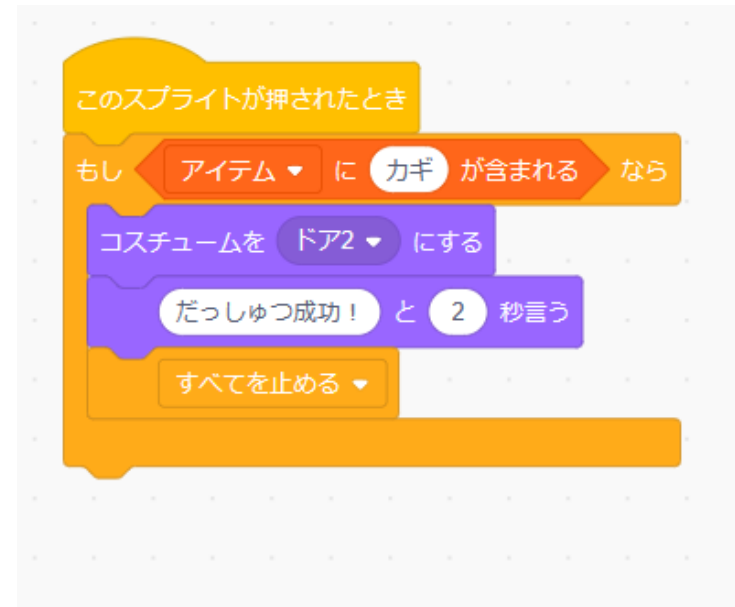 このスプライトが押されたとき
もし アイテム に カギ が含まれる なら
コスチュームを ドア2 にする
だっしゅつ成功! と 2 秒言う
すべてを止める